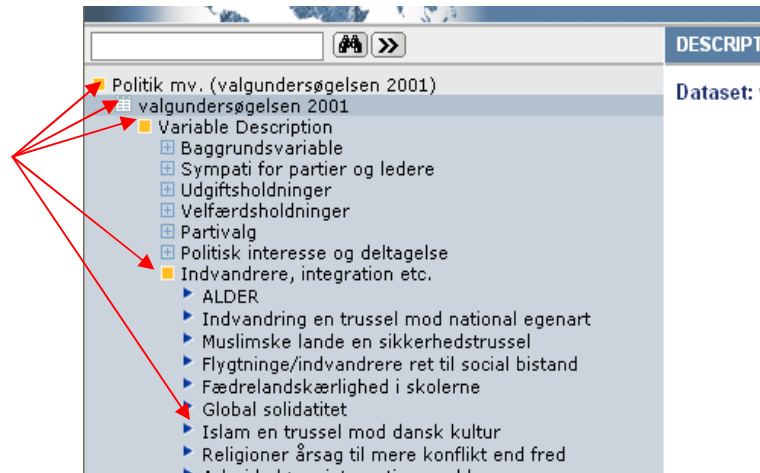 DESCRIPT
Politik mv. (valgundersøgelsen 2001)
Dataset:
valgundersøgelsen 2001
Variable Description
Baggrundsvariable
Sympati for partier og ledere
Udgiftsholdninger
Velfærdsholdninger
Partivalg
Politisk interesse og deltagelse
Indvandrere, integration etc.
ALDER
Indvandring en trussel mod national egenart
Muslimske lande en sikkerhedstrussel
Flygtninge/indvandrere ret til social bistand
Fædrelandskærlighed i skolerne
Global solidatitet
Islam en trussel mod dansk kultur
Religioner årsag til mere konflikt end fred